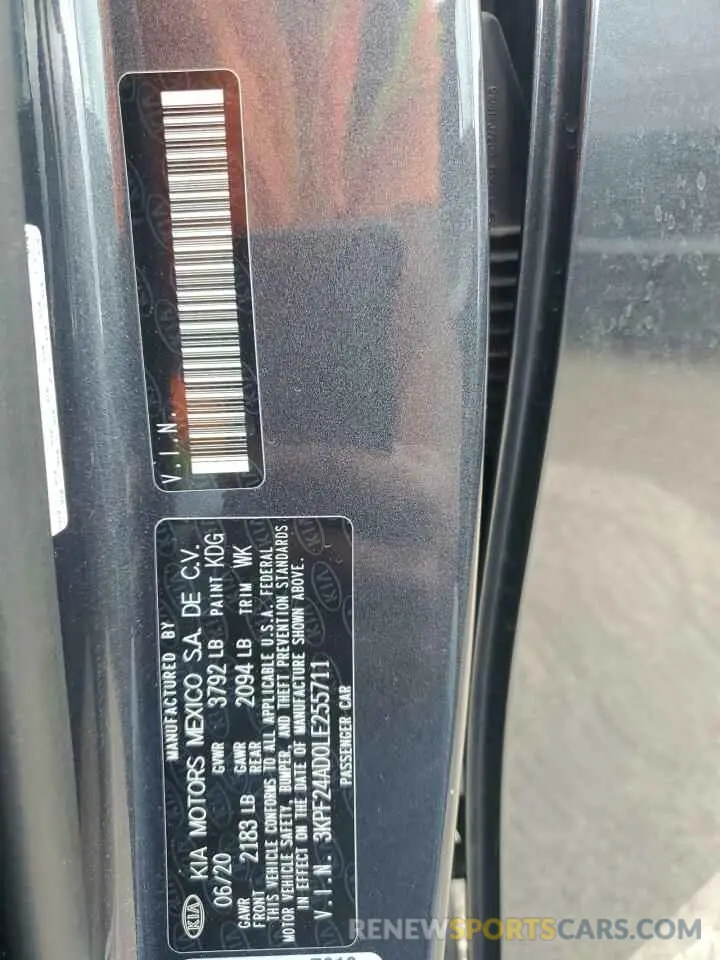 V.I.N.
MANUFACTURED BY
KIA KIA MOTORS MEXICO S.A. DE C.V.
06/20 GVWR 3792 LB PAINT KDG
GAWR FRONT 2183 LB GAWR REAR 2094 LB TRIM WK
THIS VEHICLE CONFORMS TO ALL APPLICABLE U.S.A. FEDERAL
MOTOR VEHICLE SAFETY, BUMPER, AND THEFT PREVENTION STANDARDS
IN EFFECT ON THE DATE OF MANUFACTURE SHOWN ABOVE.
V.I.N. 3KPF24AD0LE255711
PASSENGER CAR
RENEWSPORTSCARS.COM